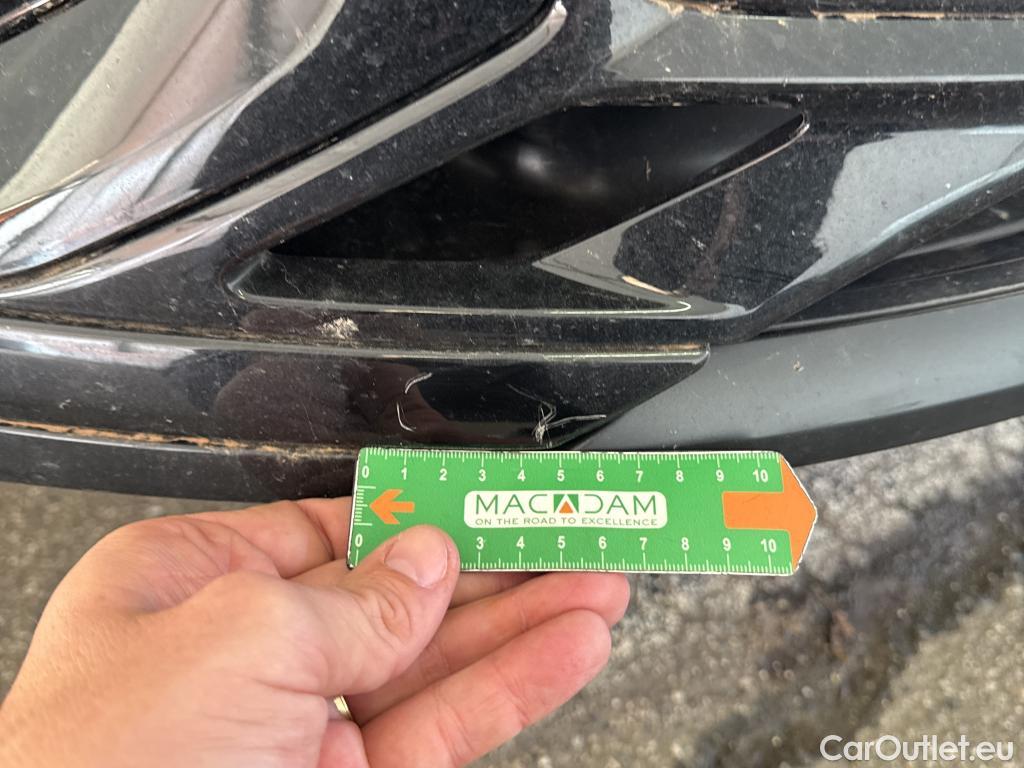 0 1 2 3 4 5 6 7 8 9 10
MACADAM
ON THE ROAD TO EXCELLENCE
0 3 4 5 6 7 8 9 10
CarOutlet.eu